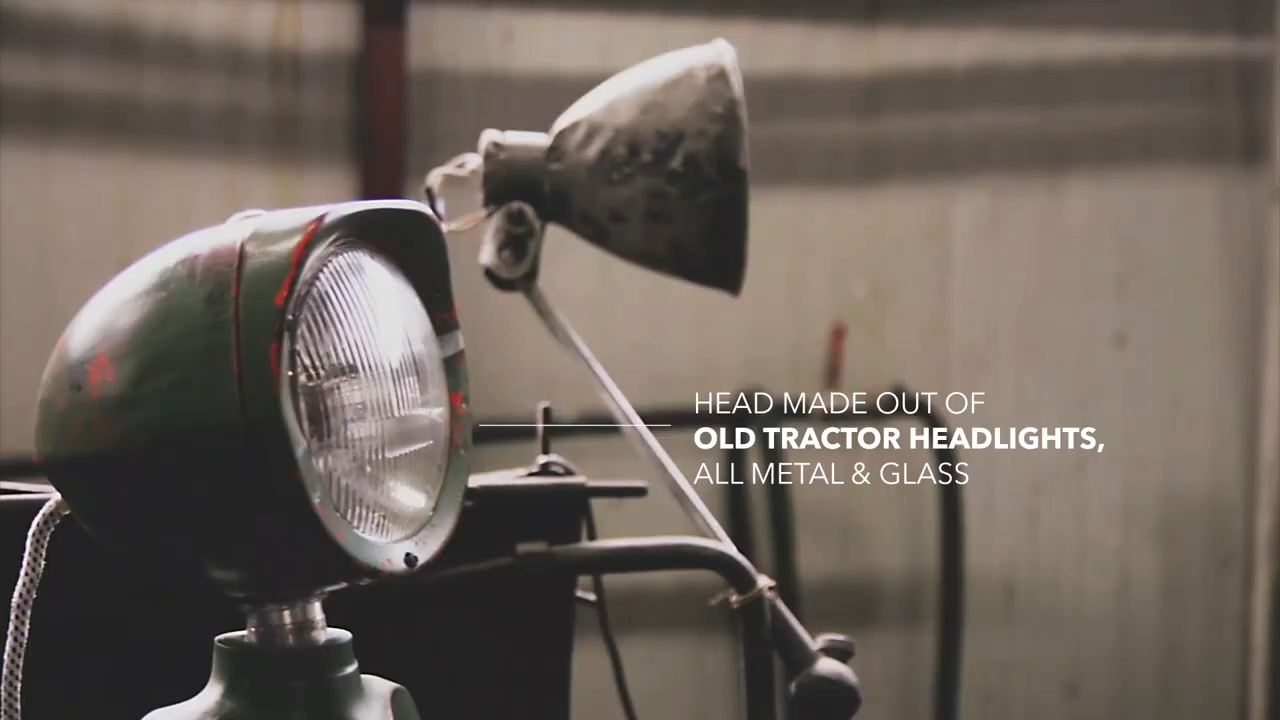 HEAD MADE OUT OF
OLD TRACTOR HEADLIGHTS,
ALL METAL & GLASS